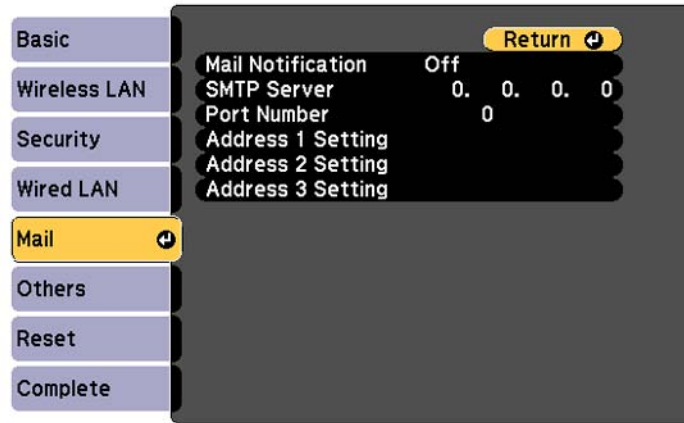 Basic
Wireless LAN
Security
Wired LAN
Mail
Others
Reset
Complete
Return
Mail Notification Off
SMTP Server 0. 0. 0. 0
Port Number 0
Address 1 Setting
Address 2 Setting
Address 3 Setting